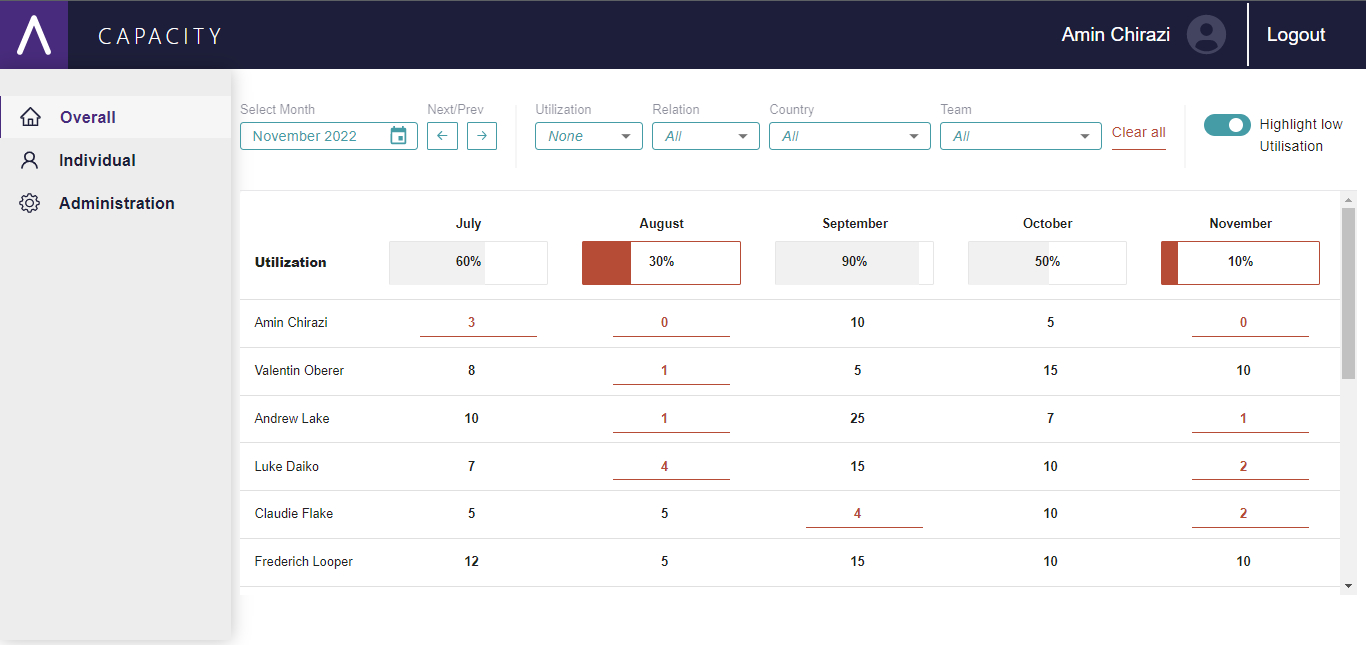 CAPACITY
Amin Chirazi
Logout
Overall
Individual
Administration
Select Month
Next/Prev
Utilization
Relation
Country
Team
November 2022
None
All
All
All
Clear all
Highlight low
Utilisation
July August September October November
Utilization 60% 30% 90% 50% 10%
Amin Chirazi 3 0 10 5 0
Valentin Oberer 8 1 5 15 10
Andrew Lake 10 1 25 7 1
Luke Daiko 7 4 15 10 2
Claudie Flake 5 5 4 10 2
Frederich Looper 12 5 15 10 10